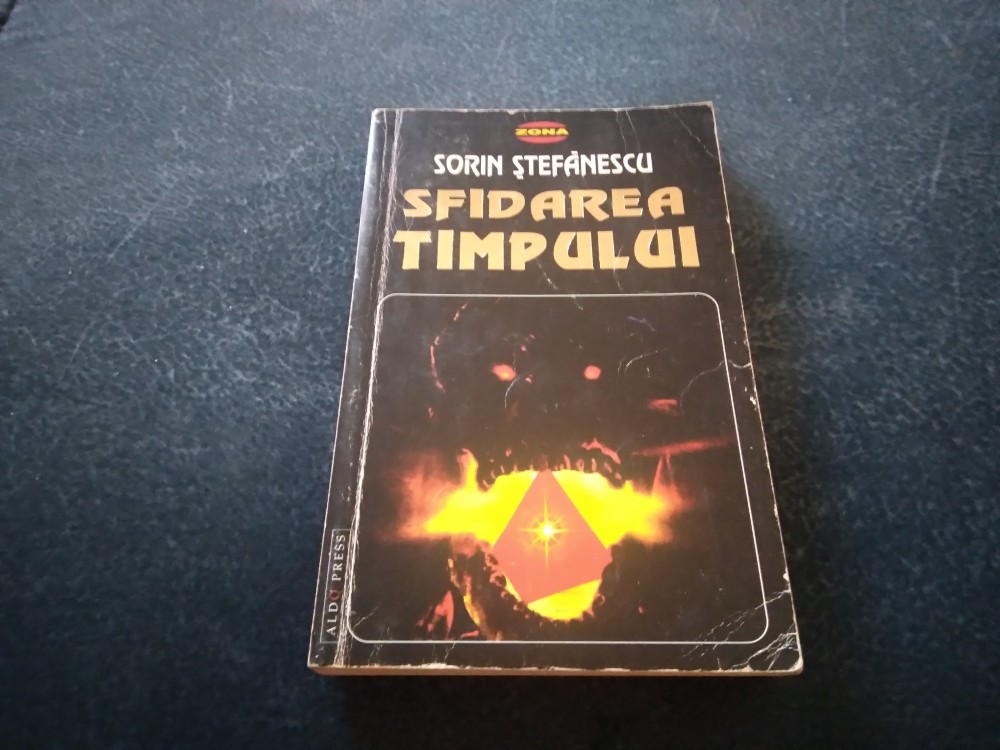 ZONA
SORIN ŞTEFĂNESCU
SFIDAREA
TIMPULUI
ALDO PRESS